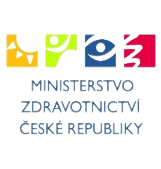 MINISTERSTVO
ZDRAVOTNICTVÍ
ČESKÉ REPUBLIKY